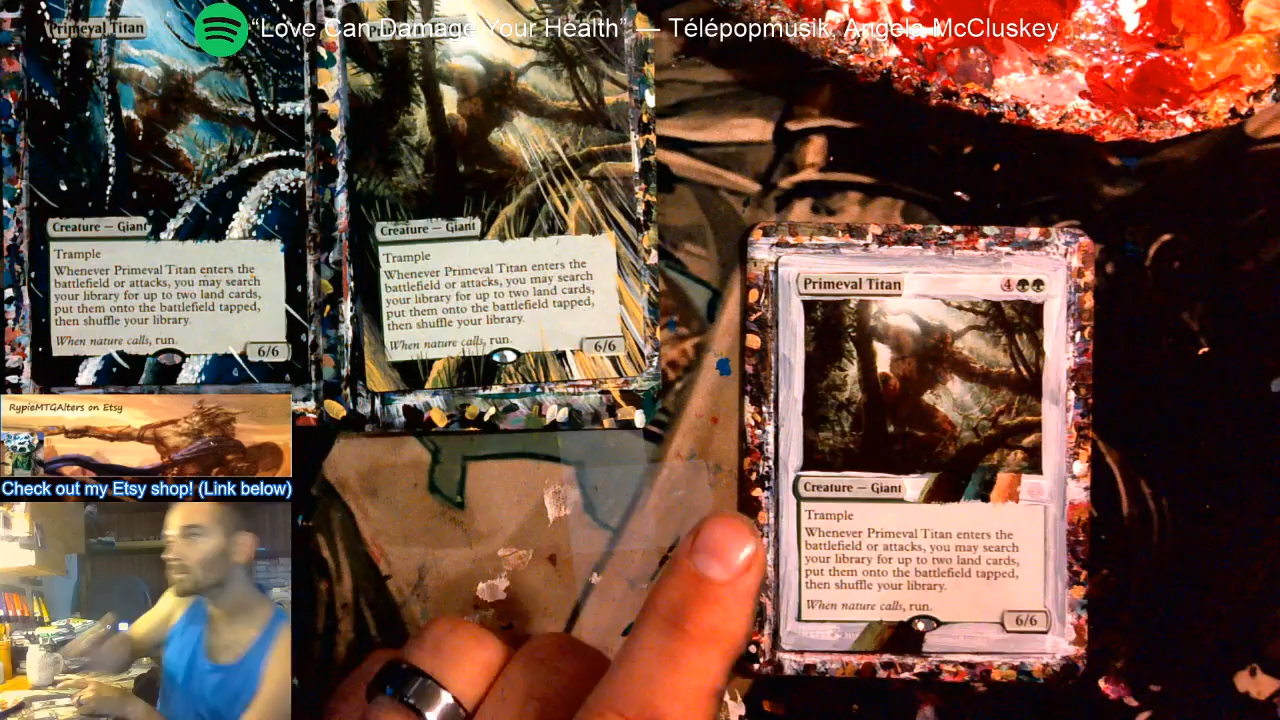 “Love Can Damage Your Health” — Télépopmusik, Angela McCluskey
Primeval Titan
Creature — Giant
Trample
Whenever Primeval Titan enters the
battlefield or attacks, you may search
your library for up to two land cards,
put them onto the battlefield tapped,
then shuffle your library.
When nature calls, run.
6/6
Creature — Giant
Trample
Whenever Primeval Titan enters the
battlefield or attacks, you may search
your library for up to two land cards,
put them onto the battlefield tapped,
then shuffle your library.
When nature calls, run.
6/6
Primeval Titan 4
Creature — Giant
Trample
Whenever Primeval Titan enters the
battlefield or attacks, you may search
your library for up to two land cards,
put them onto the battlefield tapped,
then shuffle your library.
When nature calls, run.
6/6
RypieMTGAlters on Etsy
Check out my Etsy shop! (Link below)